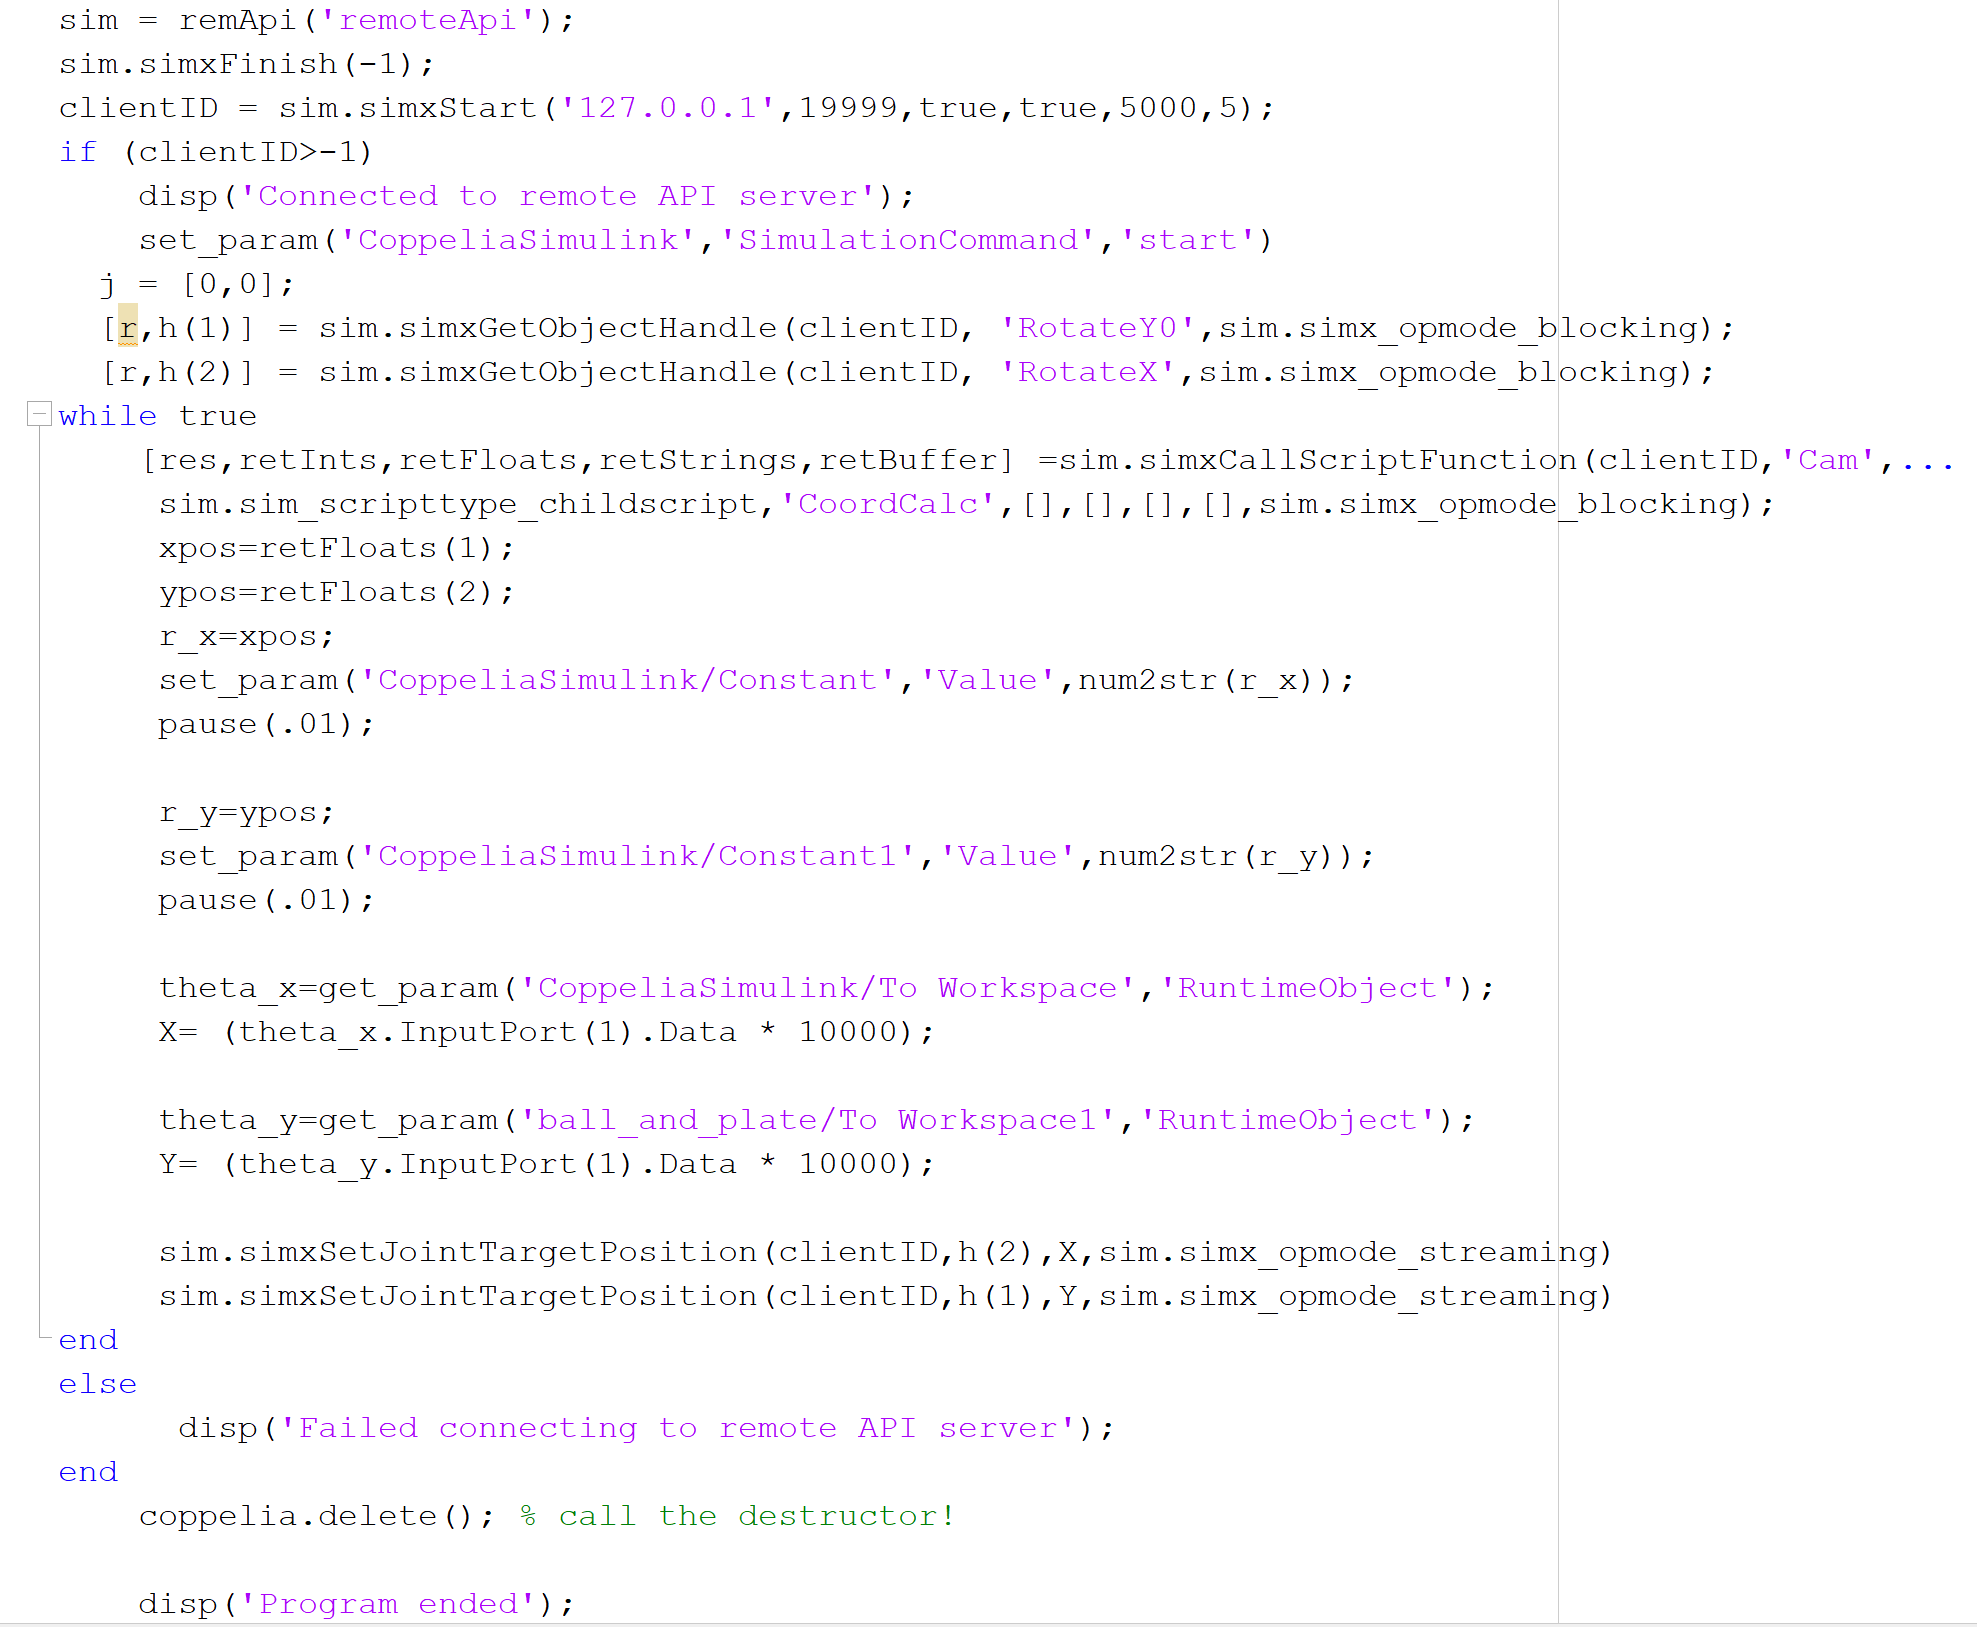 sim = remApi('remoteApi');
sim.simxFinish(-1);
clientID = sim.simxStart('127.0.0.1',19999,true,true,5000,5);
if (clientID>-1)
    disp('Connected to remote API server');
    set_param('CoppeliaSimulink','SimulationCommand','start')
  j = [0,0];
  [r,h(1)] = sim.simxGetObjectHandle(clientID, 'RotateY0',sim.simx_opmode_blocking);
  [r,h(2)] = sim.simxGetObjectHandle(clientID, 'RotateX',sim.simx_opmode_blocking);
while true
    [res,retInts,retFloats,retStrings,retBuffer] =sim.simxCallScriptFunction(clientID,'Cam',...
     sim.sim_scripttype_childscript,'CoordCalc',[],[],[],[],sim.simx_opmode_blocking);
     xpos=retFloats(1);
     ypos=retFloats(2);
     r_x=xpos;
     set_param('CoppeliaSimulink/Constant','Value',num2str(r_x));
     pause(.01);
     r_y=ypos;
     set_param('CoppeliaSimulink/Constant1','Value',num2str(r_y));
     pause(.01);
     theta_x=get_param('CoppeliaSimulink/To Workspace','RuntimeObject');
     X= (theta_x.InputPort(1).Data * 10000);
     theta_y=get_param('ball_and_plate/To Workspace1','RuntimeObject');
     Y= (theta_y.InputPort(1).Data * 10000);
     sim.simxSetJointTargetPosition(clientID,h(2),X,sim.simx_opmode_streaming)
     sim.simxSetJointTargetPosition(clientID,h(1),Y,sim.simx_opmode_streaming)
end
else
      disp('Failed connecting to remote API server');
end
    coppelia.delete(); % call the destructor!
    disp('Program ended');